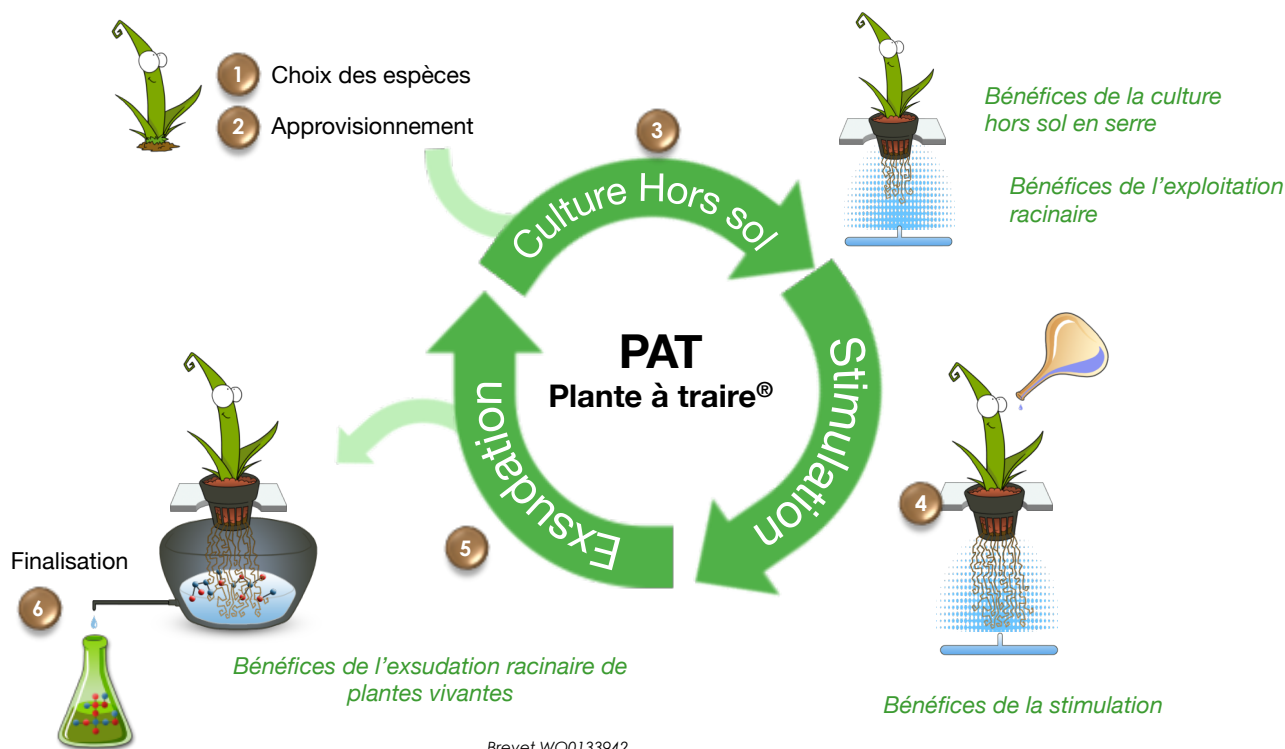 1 Choix des espèces
2 Approvisionnement
3
Culture Hors sol
Bénéfices de la culture
hors sol en serre
Bénéfices de l'exploitation
racinaire
PAT
Plante à traire®
Stimulation
4
Bénéfices de la stimulation
Exsudation
5
Finalisation
6
Bénéfices de l'exsudation racinaire de
plantes vivantes
Brevet WO0133942